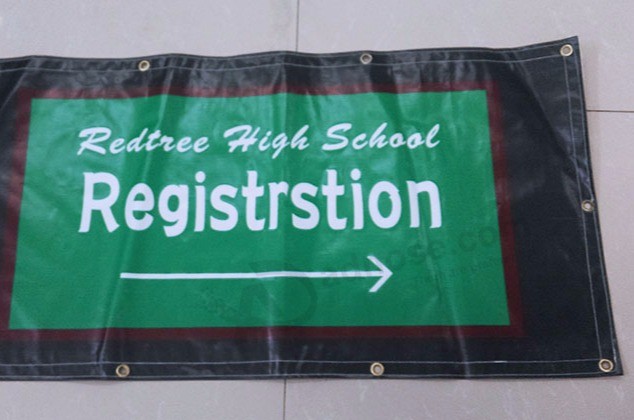 Redtree High School
Registrstion